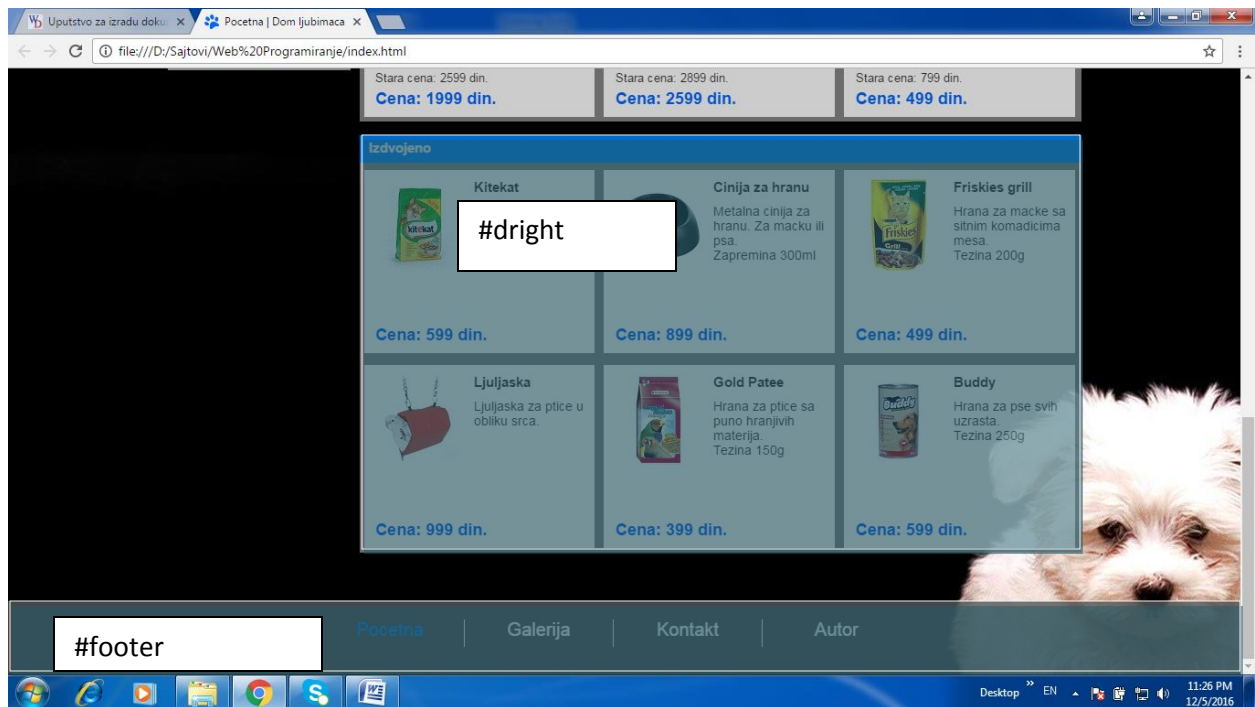 Uputstvo za izradu doku
Pocetna | Dom ljubimaca
file:///D:/Sajtovi/Web%20Programiranje/index.html
Stara cena: 2599 din.
Cena: 1999 din.
Stara cena: 2899 din.
Cena: 2599 din.
Stara cena: 799 din.
Cena: 499 din.
Izdvojeno
Kitekat
kitekat
#dright
Cena: 599 din.
Cinija za hranu
Metalna cinija za
hranu. Za macku ili
psa.
Zapremina 300ml
Cena: 899 din.
Friskies grill
Friskies
Grill
Hrana za macke sa
sitnim komadicima
mesa.
Tezina 200g
Cena: 499 din.
Ljuljaska
Ljuljaska za ptice u
obliku srca.
Cena: 999 din.
Gold Patee
Hrana za ptice sa
puno hranjivih
materija.
Tezina 150g
Cena: 399 din.
Buddy
Buddy
Hrana za pse svih
uzrasta.
Tezina 250g
Cena: 599 din.
#footer
Pocetna
Galerija
Kontakt
Autor
Desktop
EN
11:26 PM
12/5/2016